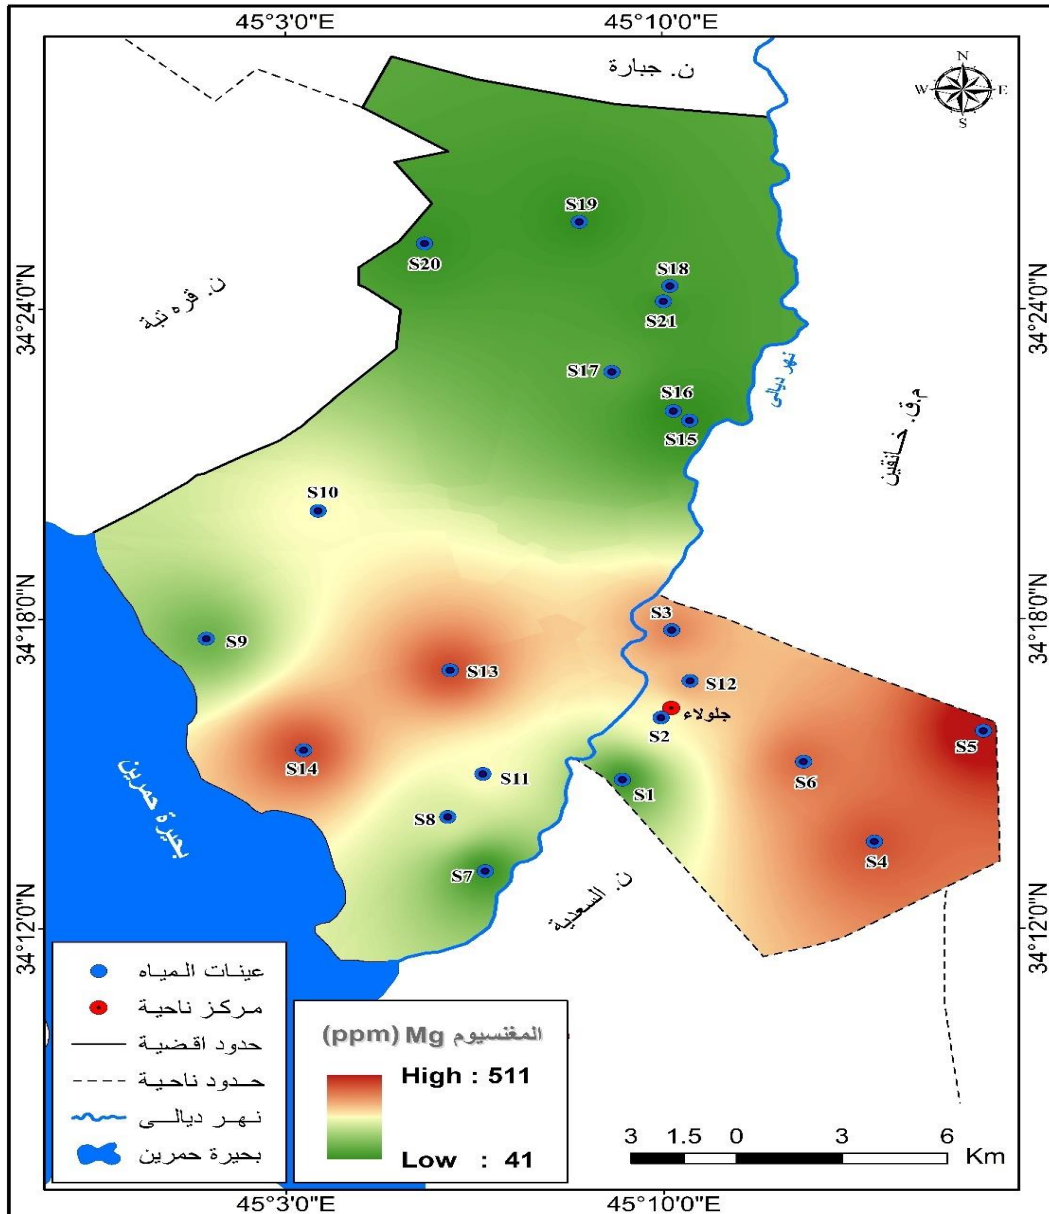 45°3'0"E
45°10'0"E
ن. جبارة
N
W
E
S
S19
S20
S18
S21
ن. قره تبة
34°24'0"N
34°24'0"N
نهر ديالى
S17
S16
S15
م.ق. خانقين
S10
34°18'0"N
34°18'0"N
S3
S9
S13
S12
جلولاء
S2
S5
S14
S6
S11
S1
بحيرة حمرين
S8
S4
S7
ن. السعدية
34°12'0"N
34°12'0"N
عينات المياه
مركز ناحية
حدود اقضية
حدود ناحية
نهر ديالى
بحيرة حمرين
المغنسيوم Mg (ppm)
High : 511
Low : 41
3 1.5 0 3 6
Km
45°3'0"E
45°10'0"E